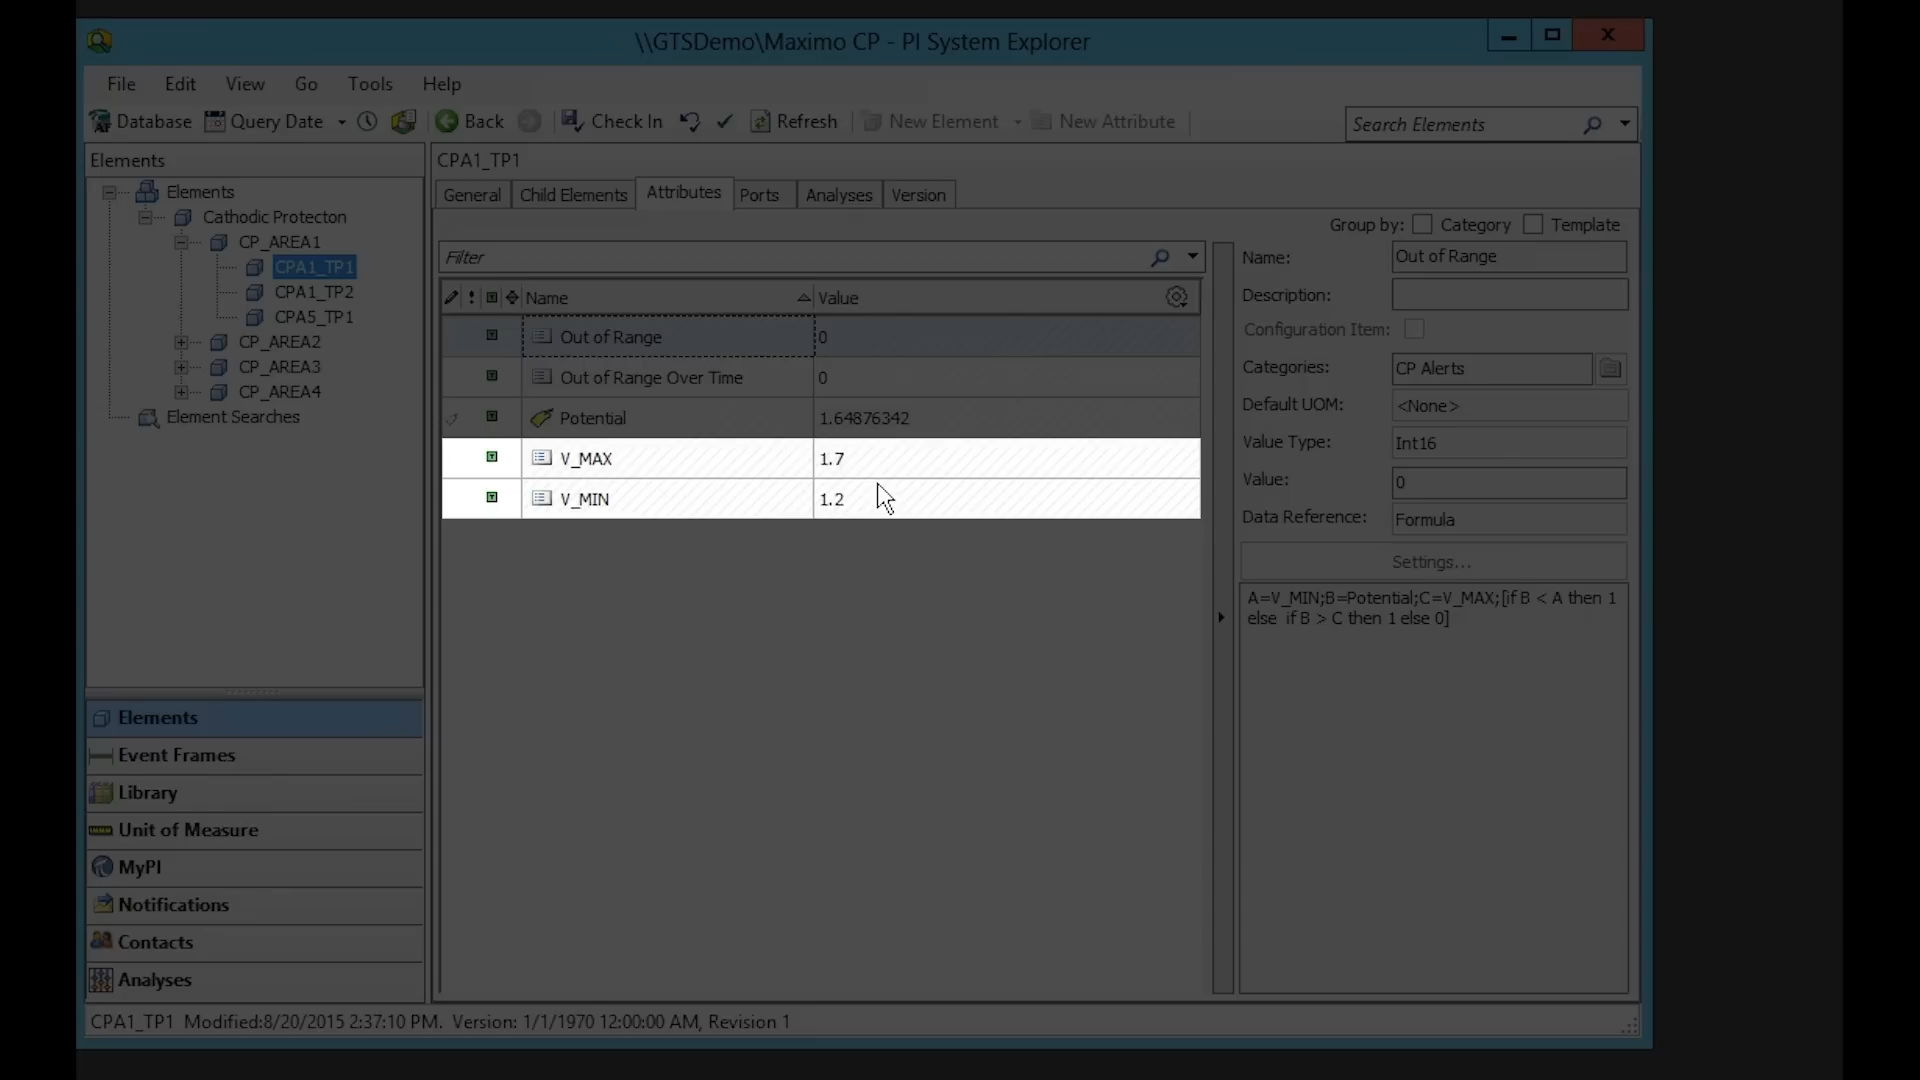 \\GTSDemo\Maximo CP - PI System Explorer
File Edit View Go Tools Help
Database Query Date Back Check In Refresh New Element New Attribute Search Elements
Elements
Elements
Cathodic Protecton
CP_AREA1
CPA1_TP1
CPA1_TP2
CPA5_TP1
CP_AREA2
CP_AREA3
CP_AREA4
Element Searches
CPA1_TP1
General Child Elements Attributes Ports Analyses Version
Group by: Category Template
Filter
Name Value
Out of Range 0
Out of Range Over Time 0
Potential 1.64876342
V_MAX 1.7
V_MIN 1.2
Name: Out of Range
Description:
Configuration Item:
Categories: CP Alerts
Default UOM: <None>
Value Type: Int16
Value: 0
Data Reference: Formula
Settings...
A=V_MIN;B=Potential;C=V_MAX;[if B < A then 1
else if B > C then 1 else 0]
Elements
Event Frames
Library
Unit of Measure
MyPI
Notifications
Contacts
Analyses
CPA1_TP1 Modified:8/20/2015 2:37:10 PM. Version: 1/1/1970 12:00:00 AM, Revision 1